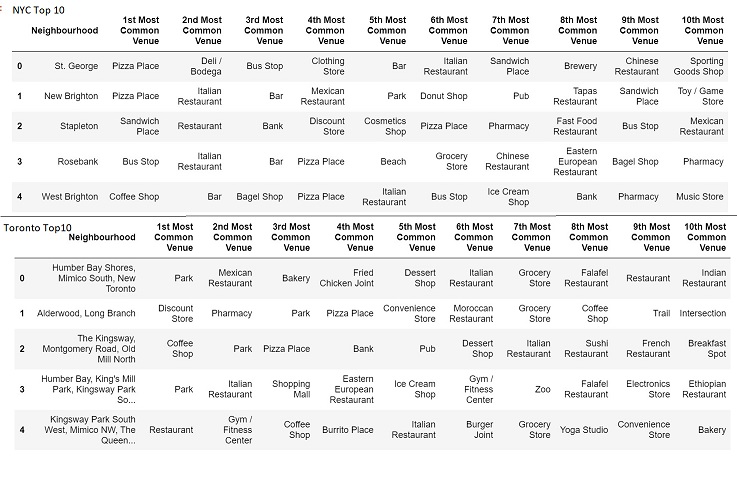 NYC Top 10
Neighbourhood 1st Most Common Venue 2nd Most Common Venue 3rd Most Common Venue 4th Most Common Venue 5th Most Common Venue 6th Most Common Venue 7th Most Common Venue 8th Most Common Venue 9th Most Common Venue 10th Most Common Venue
0 St. George Pizza Place Deli / Bodega Bus Stop Clothing Store Bar Italian Restaurant Sandwich Place Brewery Chinese Restaurant Sporting Goods Shop
1 New Brighton Pizza Place Italian Restaurant Bar Mexican Restaurant Park Donut Shop Pub Tapas Restaurant Sandwich Place Toy / Game Store
2 Stapleton Sandwich Place Restaurant Bank Discount Store Cosmetics Shop Pizza Place Pharmacy Fast Food Restaurant Bus Stop Mexican Restaurant
3 Rosebank Bus Stop Italian Restaurant Bar Pizza Place Beach Grocery Store Chinese Restaurant Eastern European Restaurant Bagel Shop Pharmacy
4 West Brighton Coffee Shop Bar Bagel Shop Pizza Place Italian Restaurant Bus Stop Ice Cream Shop Bank Pharmacy Music Store
Toronto Top10
Neighbourhood 1st Most Common Venue 2nd Most Common Venue 3rd Most Common Venue 4th Most Common Venue 5th Most Common Venue 6th Most Common Venue 7th Most Common Venue 8th Most Common Venue 9th Most Common Venue 10th Most Common Venue
0 Humber Bay Shores, Mimico South, New Toronto Park Mexican Restaurant Bakery Fried Chicken Joint Dessert Shop Italian Restaurant Grocery Store Falafel Restaurant Restaurant Indian Restaurant
1 Alderwood, Long Branch Discount Store Pharmacy Park Pizza Place Convenience Store Moroccan Restaurant Grocery Store Coffee Shop Trail Intersection
2 The Kingsway, Montgomery Road, Old Mill North Coffee Shop Park Pizza Place Bank Pub Dessert Shop Italian Restaurant Sushi Restaurant French Restaurant Breakfast Spot
3 Humber Bay, King's Mill Park, Kingsway Park So... Park Italian Restaurant Shopping Mall Eastern European Restaurant Ice Cream Shop Gym / Fitness Center Zoo Falafel Restaurant Electronics Store Ethiopian Restaurant
4 Kingsway Park South West, Mimico NW, The Queen... Restaurant Gym / Fitness Center Coffee Shop Burrito Place Italian Restaurant Burger Joint Grocery Store Yoga Studio Convenience Store Bakery